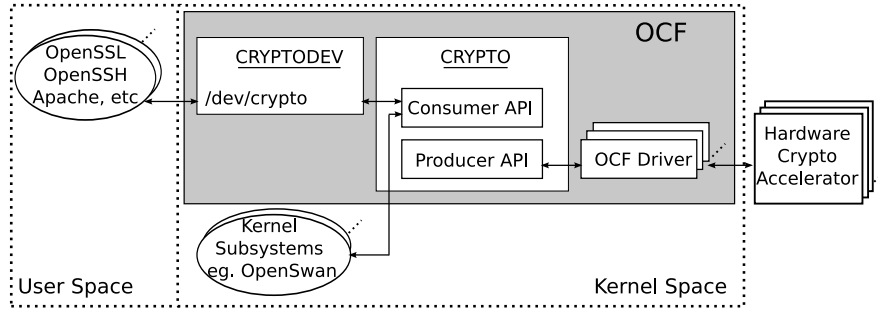 OCF
OpenSSL
OpenSSH
Apache, etc
CRYPTODEV
/dev/crypto
CRYPTO
Consumer API
Producer API
OCF Driver
Hardware
Crypto
Accelerator
Kernel
Subsystems
eg. OpenSwan
User Space
Kernel Space